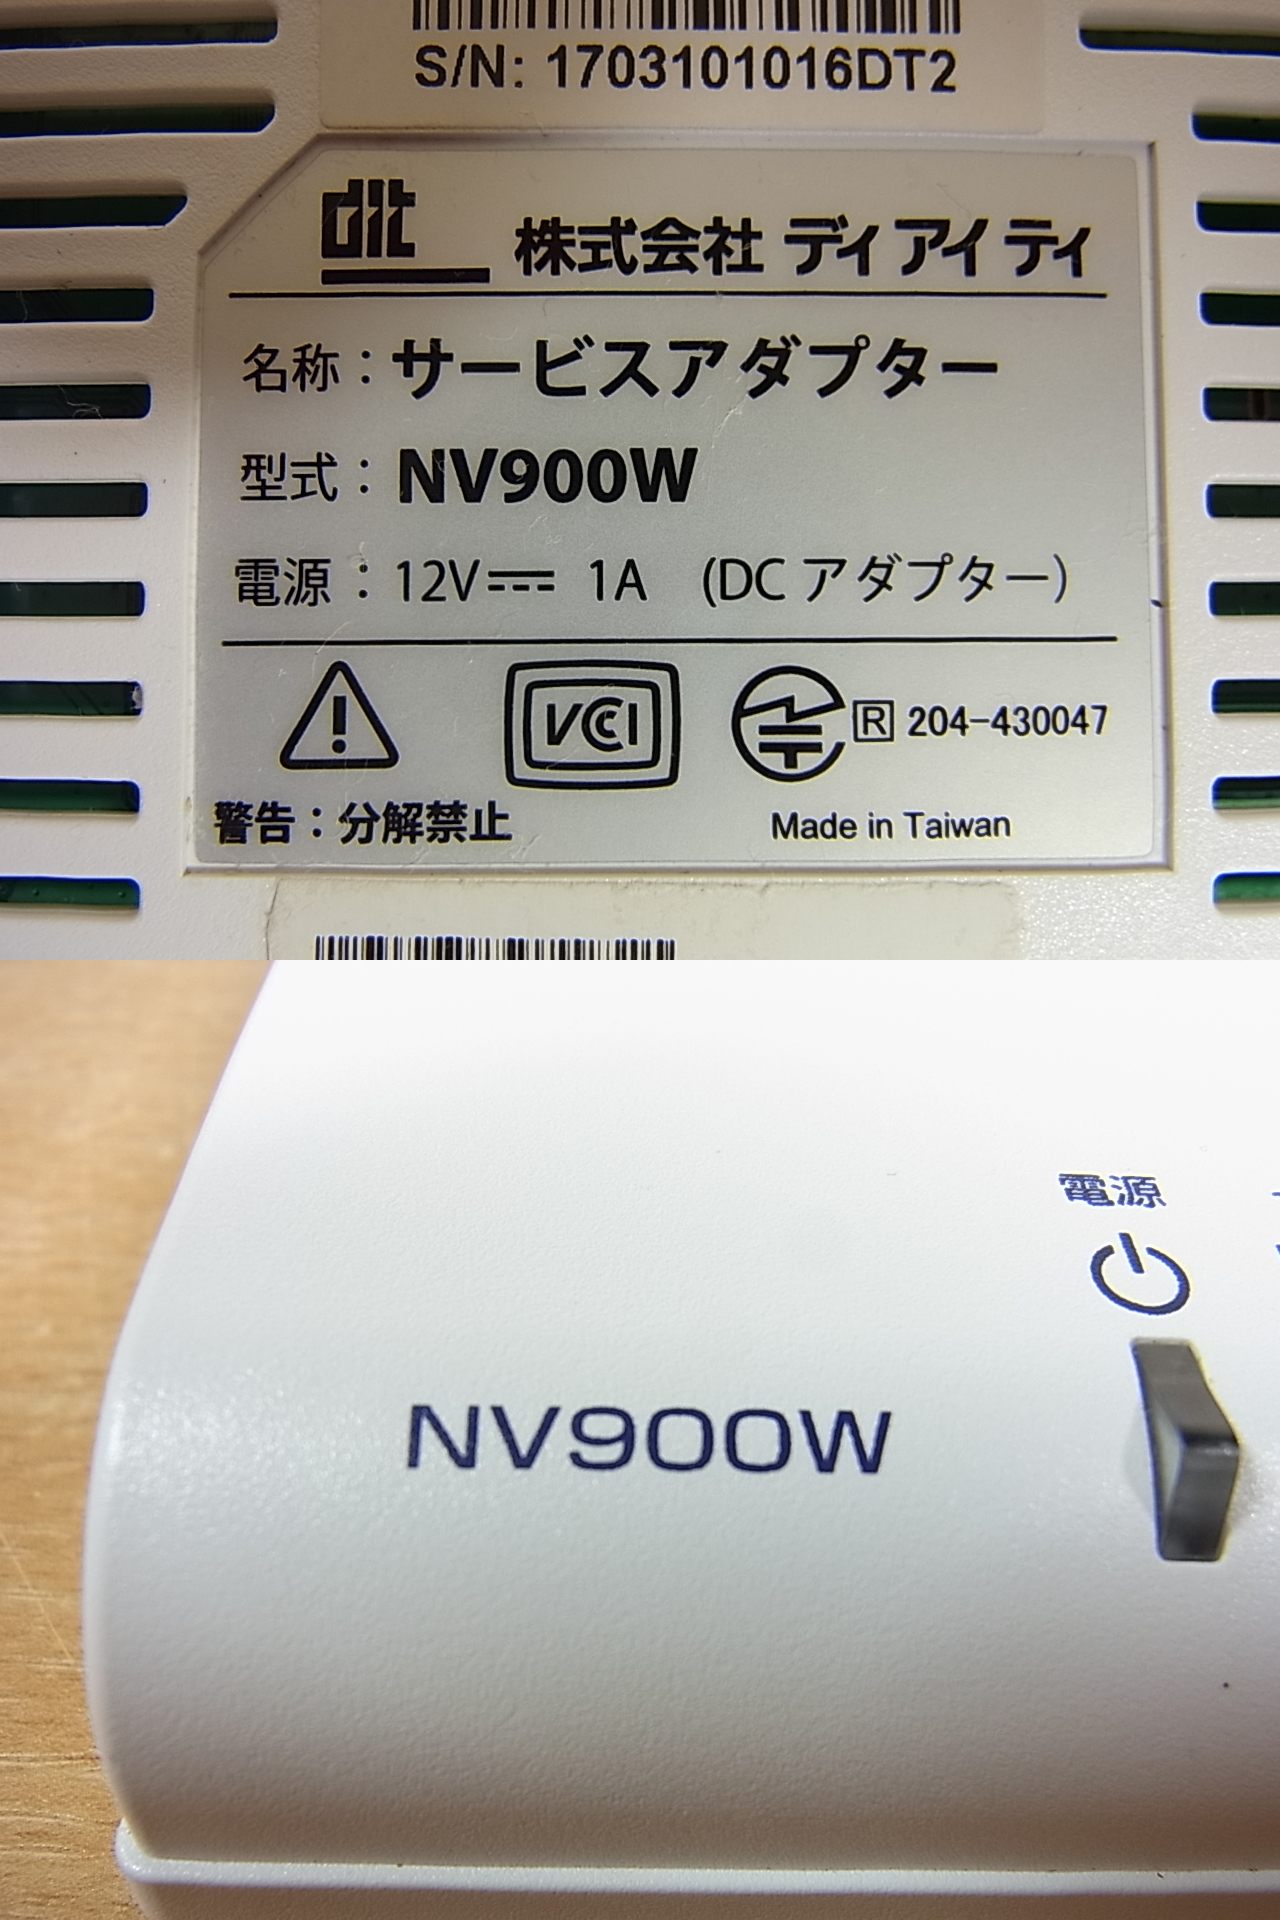 S/N: 1703101016DT2
dit 株式会社 ディアイティ
名称：サービスアダプター
型式：NV900W
電源：12V⎓ 1A (DCアダプター)
VCCI R 204-430047
警告：分解禁止 Made in Taiwan
電源
NV900W